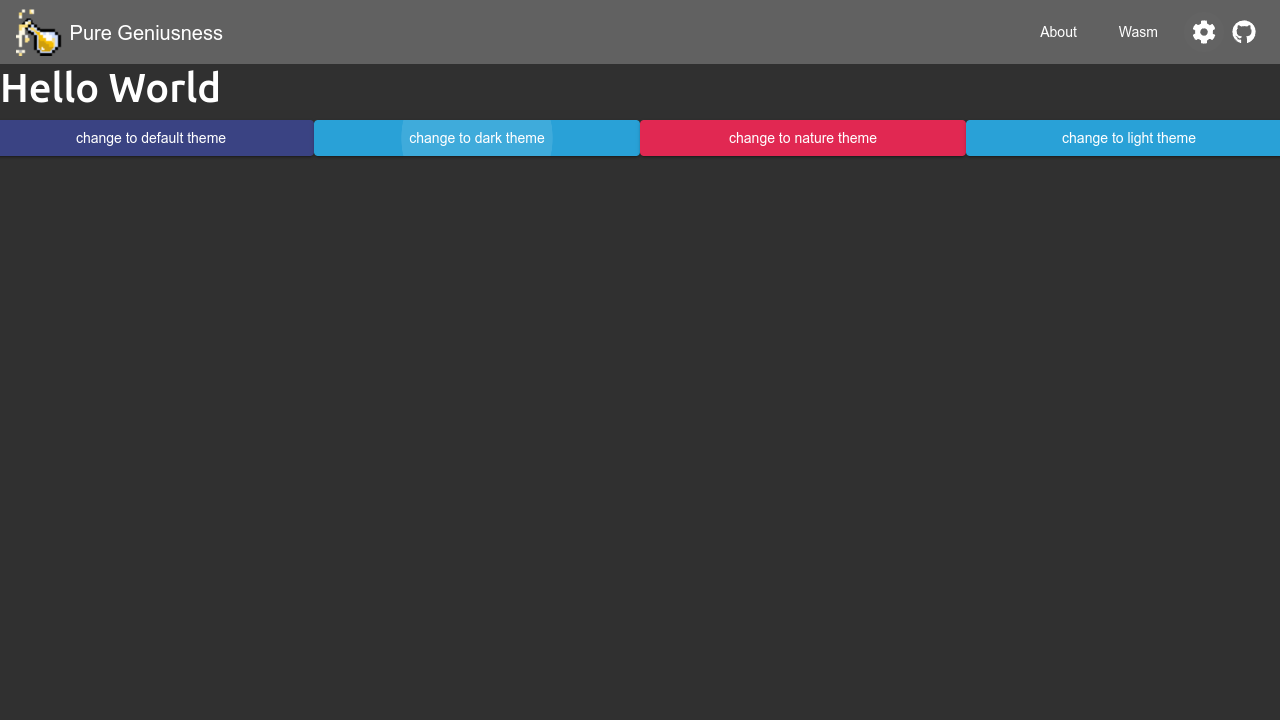 Pure Geniusness
About
Wasm
Hello World
change to default theme
change to dark theme
change to nature theme
change to light theme